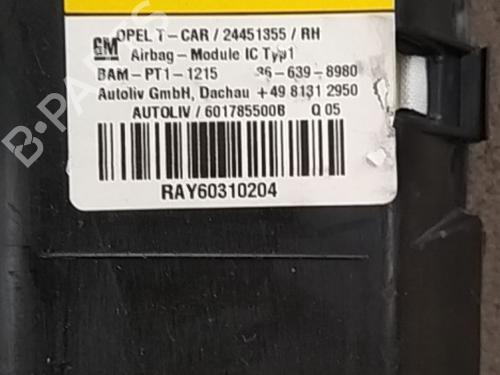 GM OPEL T-CAR / 24451355 / RH
Airbag-Module IC Typ1
BAM-PT1-1215 36-639-8980
Autoliv GmbH, Dachau +49 8131 2950
AUTOLIV / 601785500B Q 05
RAY60310204
B